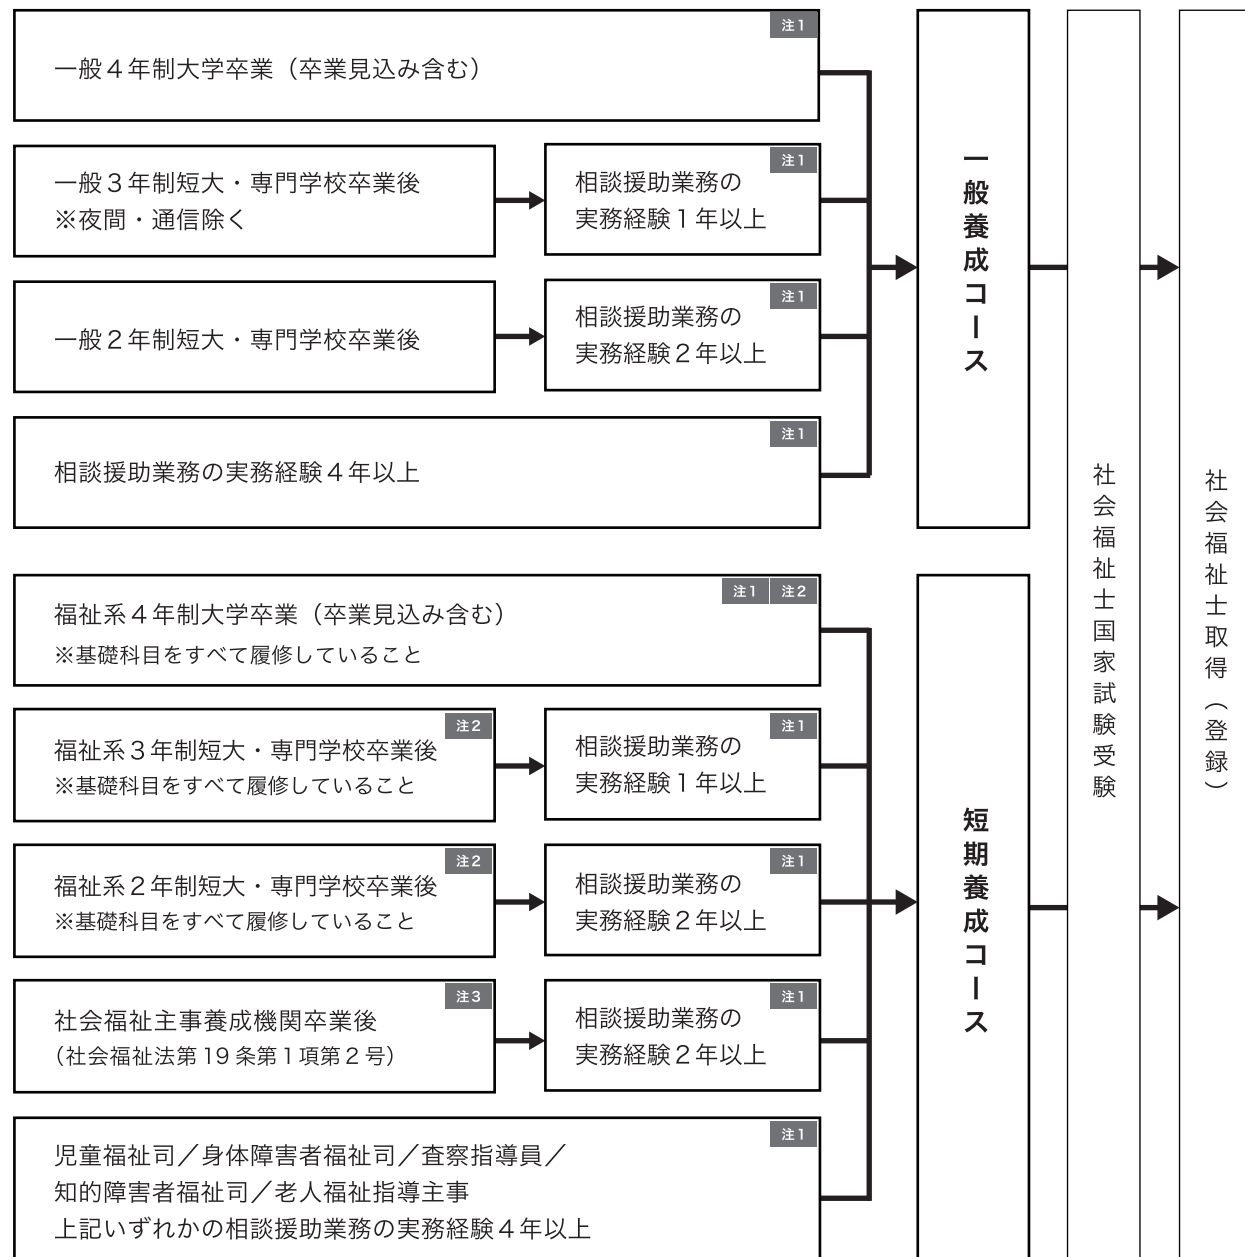 注1
一般４年制大学卒業（卒業見込み含む）
一般３年制短大・専門学校卒業後
※夜間・通信除く
注1
相談援助業務の
実務経験１年以上
一般２年制短大・専門学校卒業後
注1
相談援助業務の
実務経験２年以上
注1
相談援助業務の実務経験４年以上
一般養成コース
注1 注2
福祉系４年制大学卒業（卒業見込み含む）
※基礎科目をすべて履修していること
注2
福祉系３年制短大・専門学校卒業後
※基礎科目をすべて履修していること
注1
相談援助業務の
実務経験１年以上
注2
福祉系２年制短大・専門学校卒業後
※基礎科目をすべて履修していること
注1
相談援助業務の
実務経験２年以上
注3
社会福祉主事養成機関卒業後
（社会福祉法第19条第１項第２号）
注1
相談援助業務の
実務経験２年以上
注1
児童福祉司／身体障害者福祉司／査察指導員／
知的障害者福祉司／老人福祉指導主事
上記いずれかの相談援助業務の実務経験４年以上
短期養成コース
社会福祉士国家試験受験
社会福祉士取得（登録）